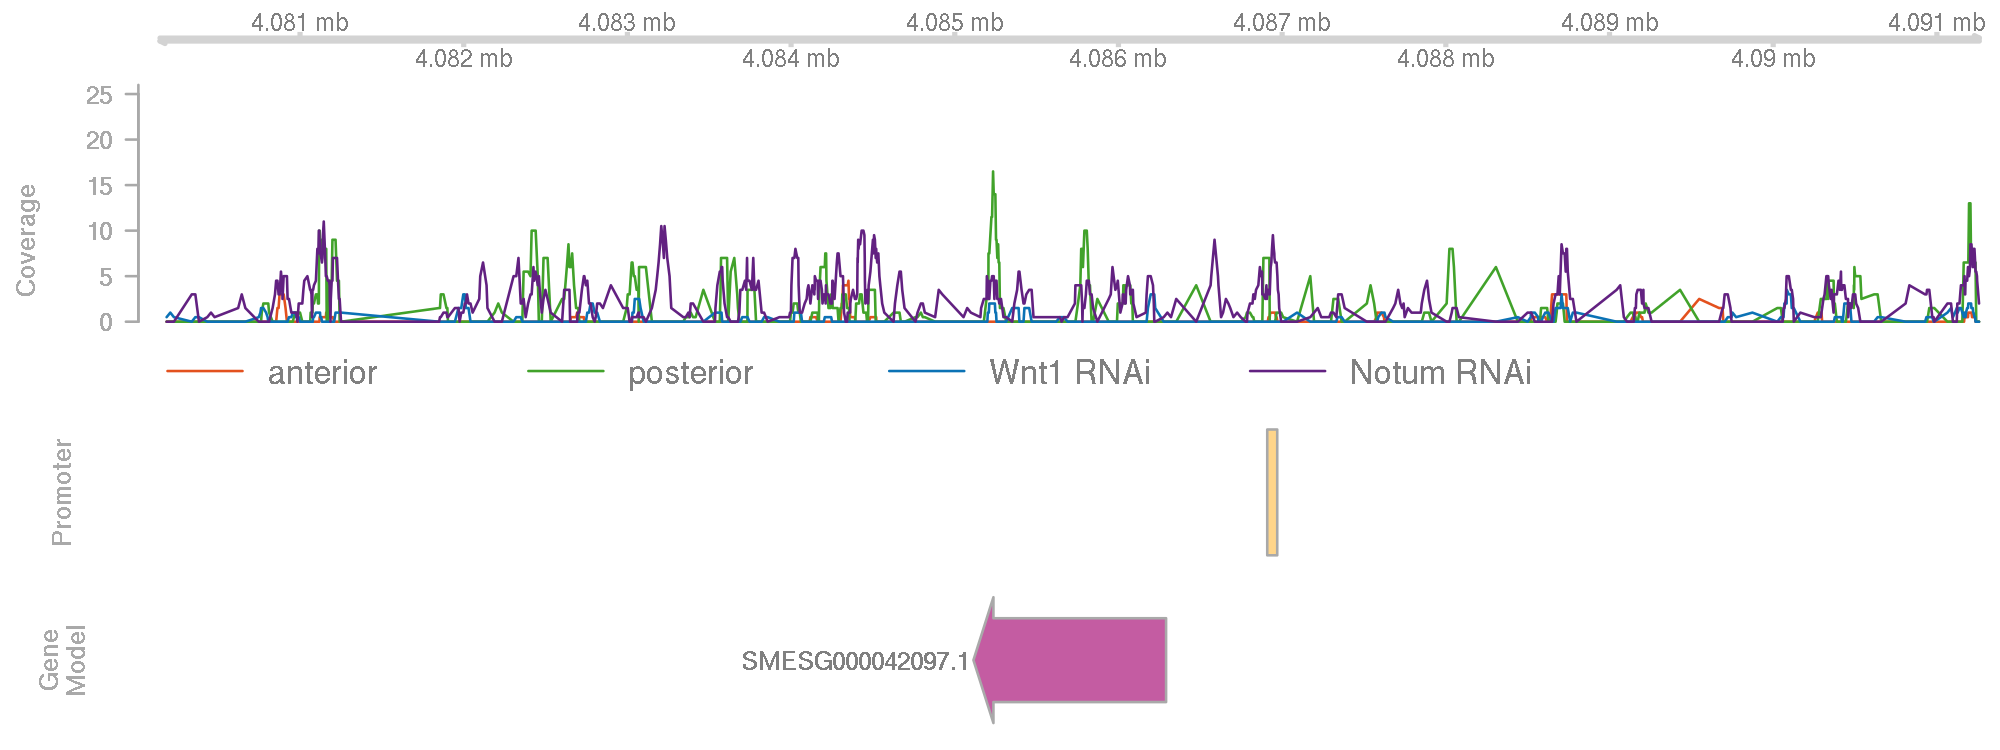 4.081 mb 4.083 mb 4.085 mb 4.087 mb 4.089 mb 4.091 mb
4.082 mb 4.084 mb 4.086 mb 4.088 mb 4.09 mb
25
20
15
10
5
0
Coverage
anterior posterior Wnt1 RNAi Notum RNAi
Promoter
Gene
Model
SMESG000042097.1